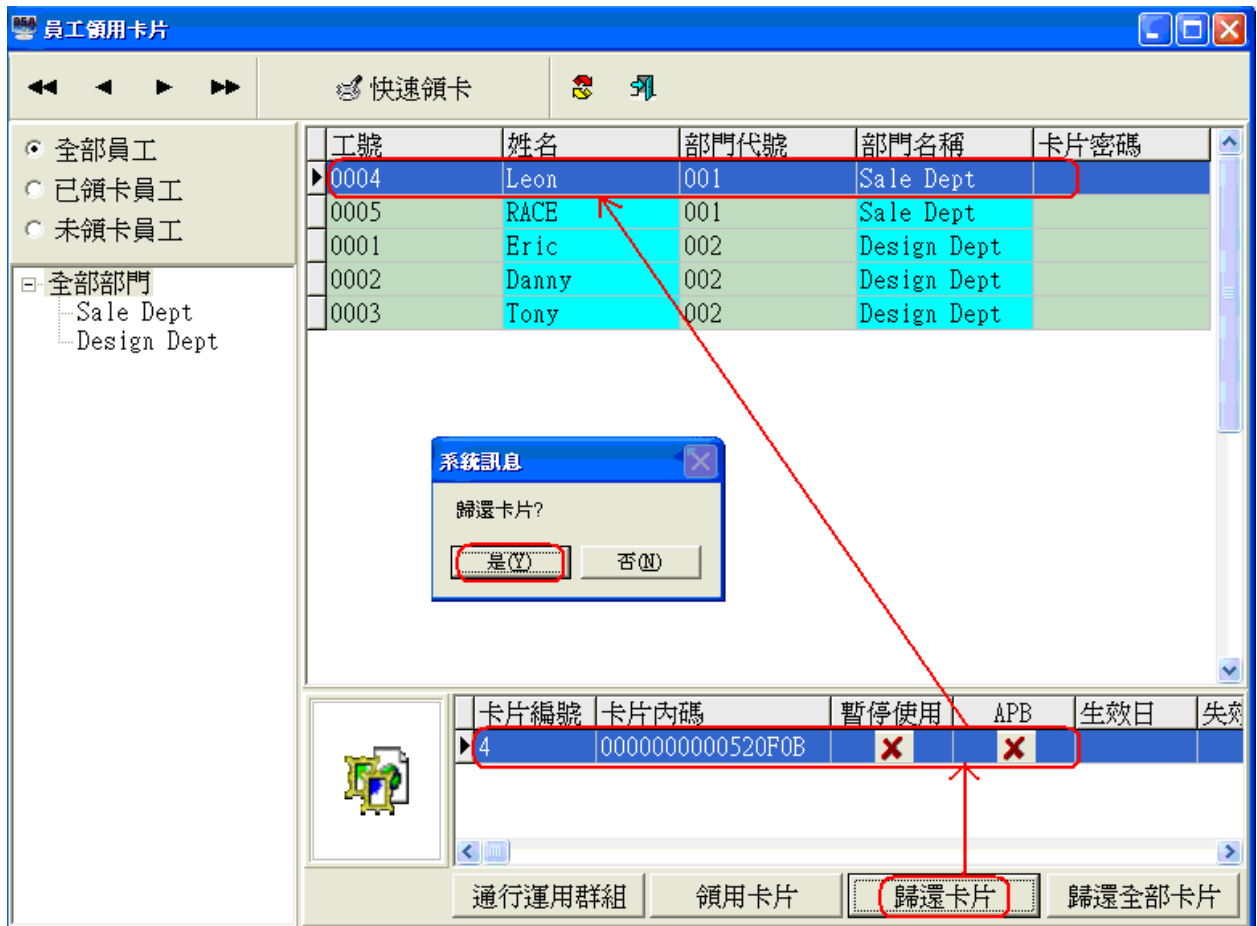 員工領用卡片
快速領卡
全部員工
已領卡員工
未領卡員工
全部部門
Sale Dept
Design Dept
工號 姓名 部門代號 部門名稱 卡片密碼
0004 Leon 001 Sale Dept
0005 RACE 001 Sale Dept
0001 Eric 002 Design Dept
0002 Danny 002 Design Dept
0003 Tony 002 Design Dept
系統訊息
歸還卡片?
是(Y) 否(N)
卡片編號 卡片內碼 暫停使用 APB 生效日 失效
4 0000000000520F0B
通行運用群組 領用卡片 歸還卡片 歸還全部卡片